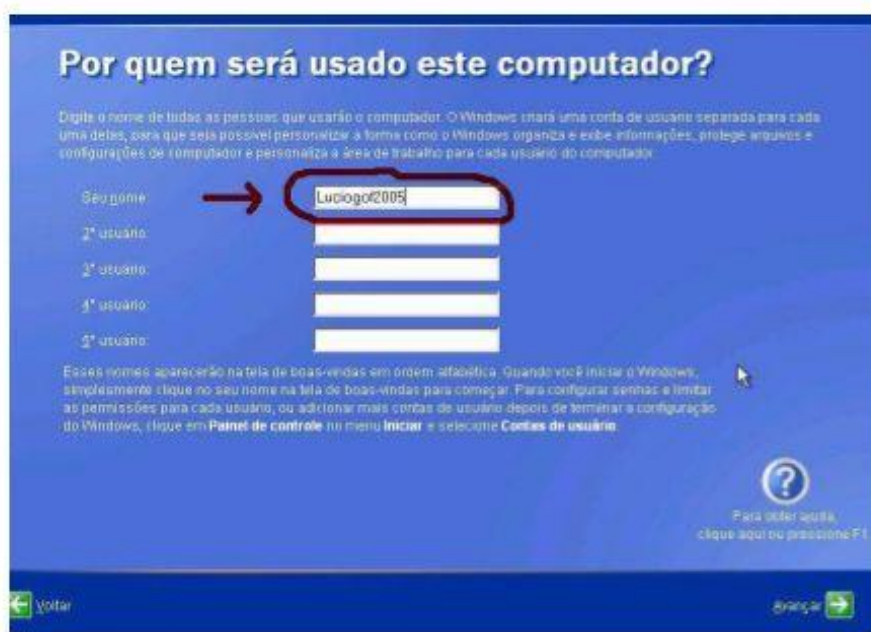 Por quem será usado este computador?
Digite o nome de todas as pessoas que usarão o computador. O Windows criará uma conta de usuário separada para cada
uma delas, para que seja possível personalizar a forma como o Windows organiza e exibe informações, protege arquivos e
configurações de computador e personaliza a área de trabalho para cada usuário do computador.
Seu nome: Luciogof2005
2º usuário:
3º usuário:
4º usuário:
5º usuário:
Esses nomes aparecerão na tela de boas-vindas em ordem alfabética. Quando você iniciar o Windows,
simplesmente clique no seu nome na tela de boas-vindas para começar. Para configurar senhas e limitar
as permissões para cada usuário, ou adicionar mais contas de usuário depois de terminar a configuração
do Windows, clique em Painel de controle no menu Iniciar e selecione Contas de usuário.
Para obter ajuda,
clique aqui ou pressione F1
Voltar
Avançar